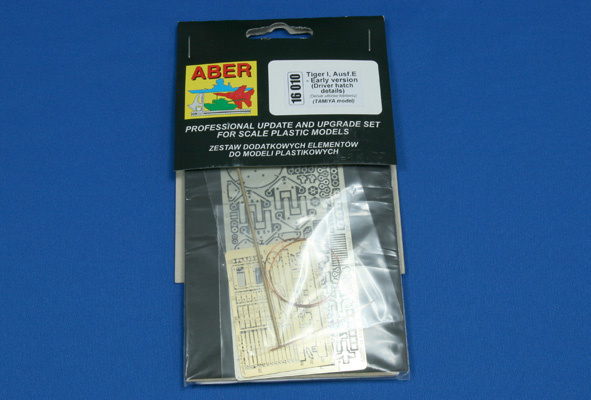 ABER
16 010
Tiger I, Ausf.E
- Early version
(Driver hatch
details)
(TAMIYA model)
PROFESSIONAL UPDATE AND UPGRADE SET
FOR SCALE PLASTIC MODELS
ZESTAW DODATKOWYCH ELEMENTÓW
DO MODELI PLASTIKOWYCH